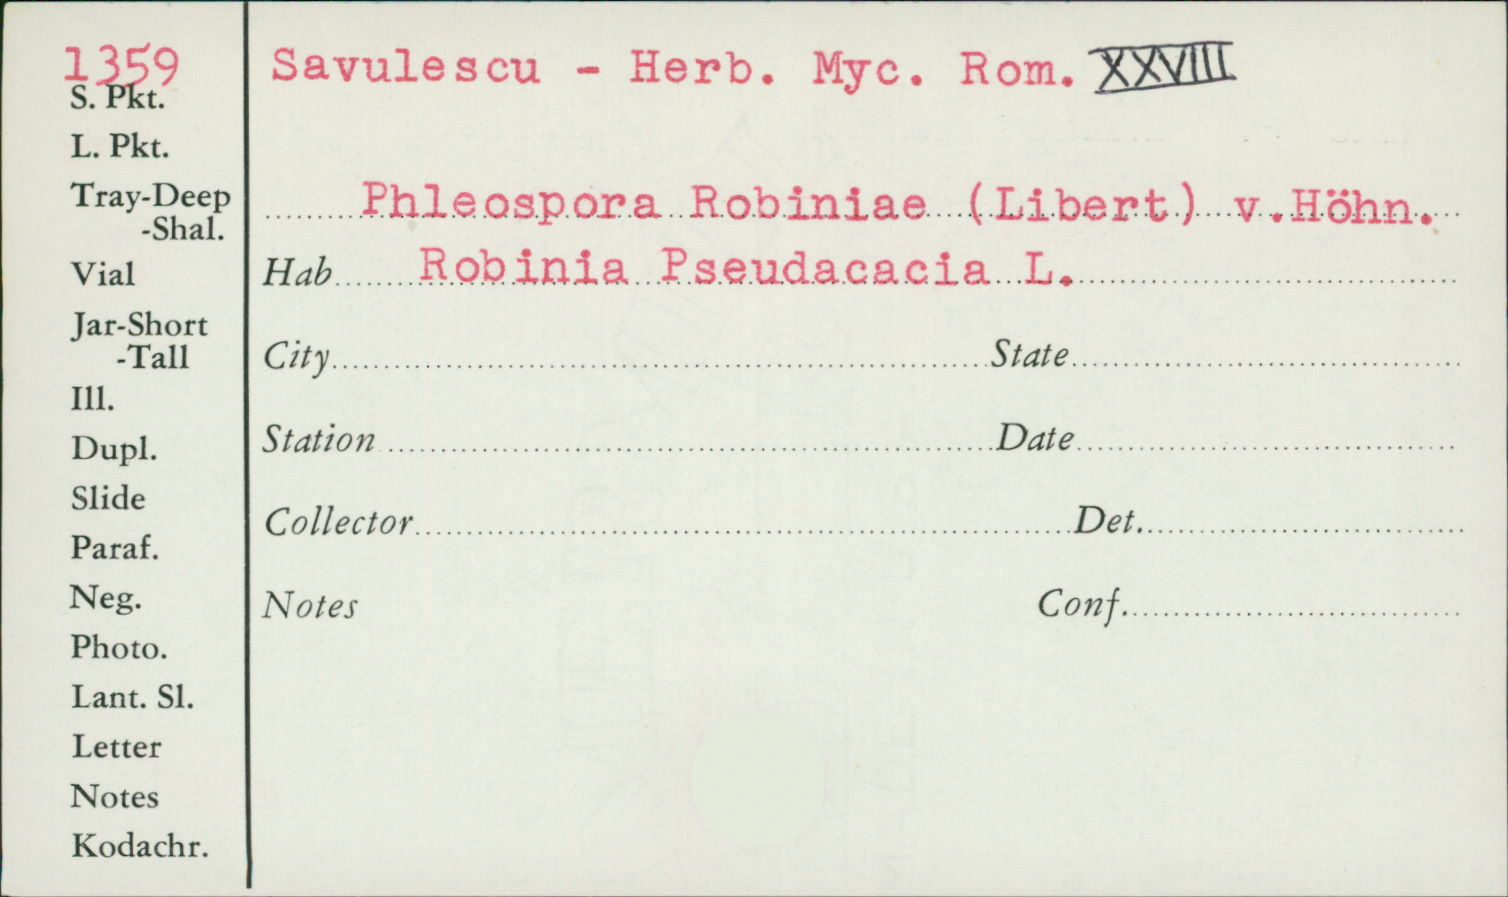 1359
S. Pkt.
L. Pkt.
Tray-Deep
-Shal.
Vial
Jar-Short
-Tall
Ill.
Dupl.
Slide
Paraf.
Neg.
Photo.
Lant. Sl.
Letter
Notes
Kodachr.
Savulescu - Herb. Myc. Rom. XXVIII
Phleospora Robiniae (Libert) v.Höhn.
Hab Robinia Pseudacacia L.
City State
Station Date
Collector Det.
Notes Conf.